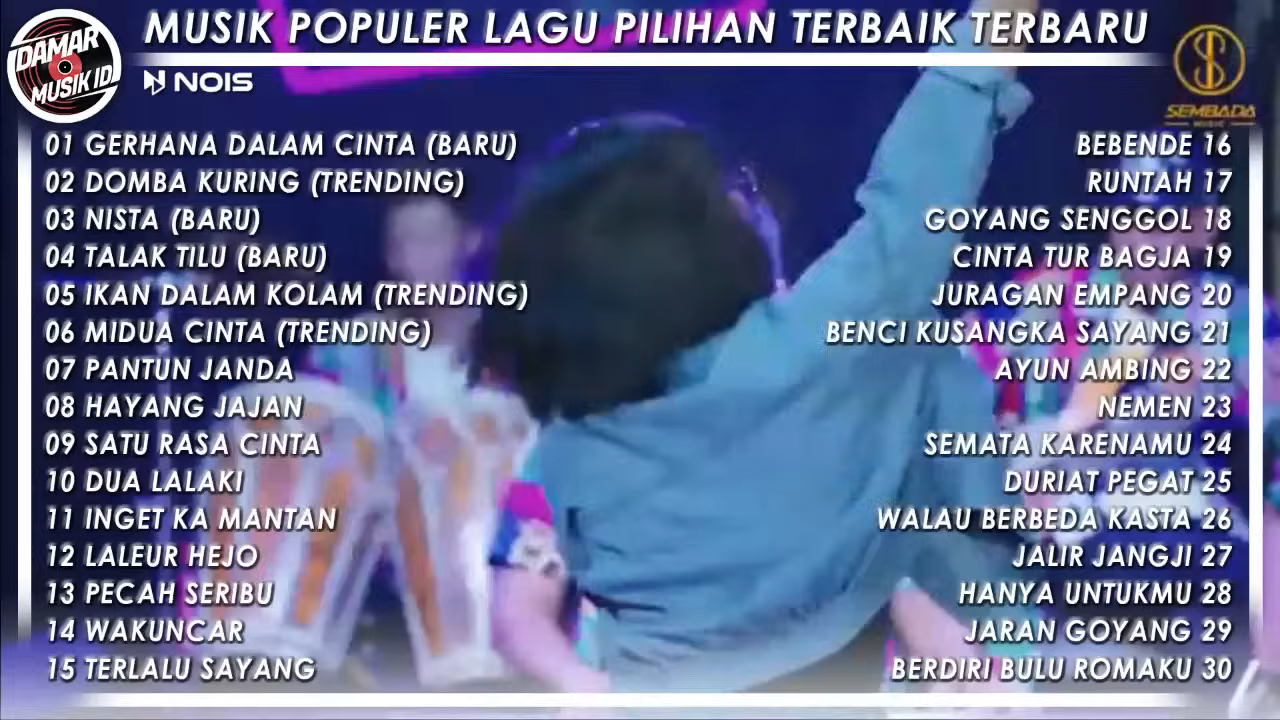 MUSIK POPULER LAGU PILIHAN TERBAIK TERBARU
DAMAR
MUSIK ID
NOIS
SEMBADA
MUSIC
01 GERHANA DALAM CINTA (BARU)
02 DOMBA KURING (TRENDING)
03 NISTA (BARU)
04 TALAK TILU (BARU)
05 IKAN DALAM KOLAM (TRENDING)
06 MIDUA CINTA (TRENDING)
07 PANTUN JANDA
08 HAYANG JAJAN
09 SATU RASA CINTA
10 DUA LALAKI
11 INGET KA MANTAN
12 LALEUR HEJO
13 PECAH SERIBU
14 WAKUNCAR
15 TERLALU SAYANG
BEBENDE 16
RUNTAH 17
GOYANG SENGGOL 18
CINTA TUR BAGJA 19
JURAGAN EMPANG 20
BENCI KUSANGKA SAYANG 21
AYUN AMBING 22
NEMEN 23
SEMATA KARENAMU 24
DURIAT PEGAT 25
WALAU BERBEDA KASTA 26
JALIR JANGJI 27
HANYA UNTUKMU 28
JARAN GOYANG 29
BERDIRI BULU ROMAKU 30